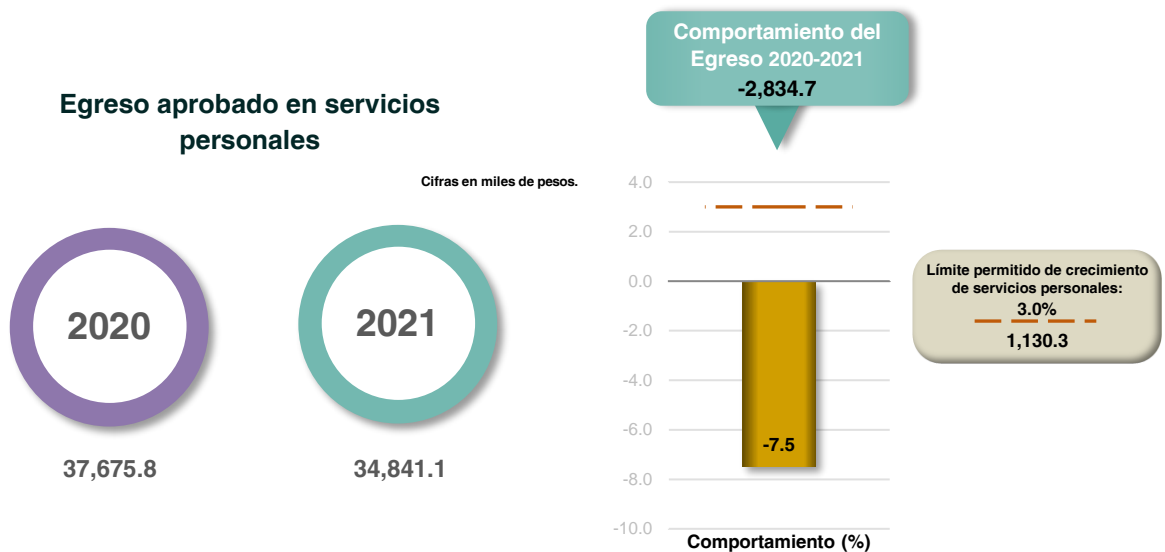 Egreso aprobado en servicios
personales
Cifras en miles de pesos.
2020
2021
37,675.8
34,841.1
Comportamiento del
Egreso 2020-2021
-2,834.7
4.0
2.0
0.0
-2.0
-4.0
-6.0
-8.0
-10.0
-7.5
Comportamiento (%)
Límite permitido de crecimiento
de servicios personales:
3.0%
1,130.3